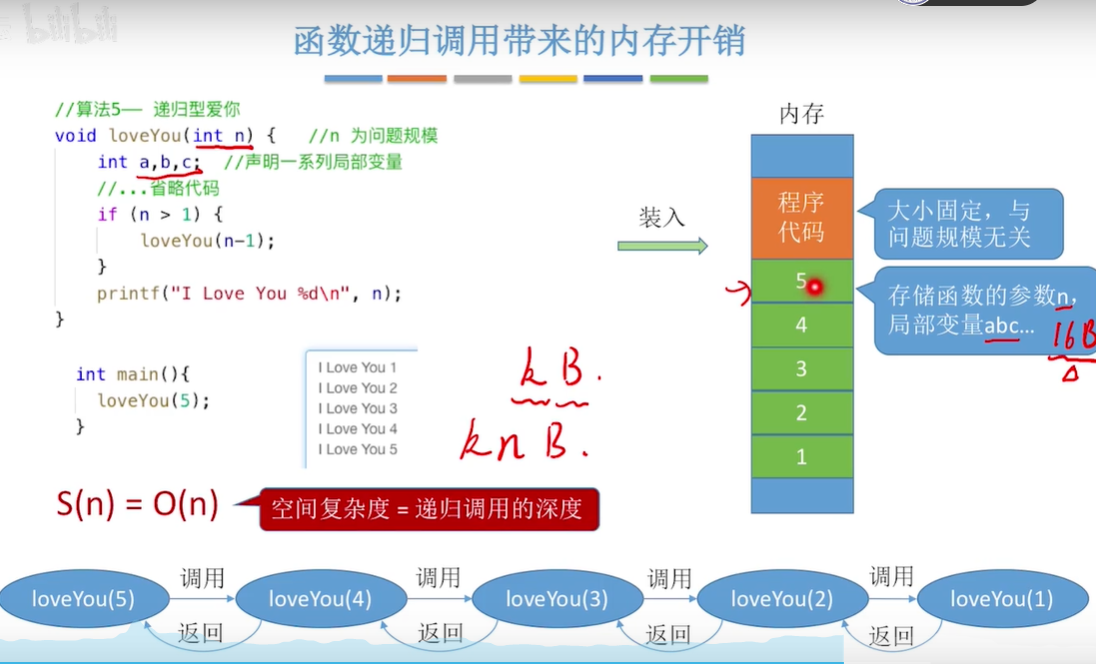 bilibili
函数递归调用带来的内存开销
//算法5— 递归型爱你
void loveYou(int n) {   //n 为问题规模
int a,b,c;  //声明一系列局部变量
//...省略代码
if (n > 1) {
loveYou(n-1);
}
printf("I Love You %d\n", n);
}
int main(){
loveYou(5);
}
I Love You 1
I Love You 2
I Love You 3
I Love You 4
I Love You 5
kB.
knB.
S(n) = O(n)
空间复杂度 = 递归调用的深度
装入
内存
程序
代码
5
4
3
2
1
大小固定，与
问题规模无关
存储函数的参数n，
局部变量abc…
16B
loveYou(5)
调用
返回
loveYou(4)
调用
返回
loveYou(3)
调用
返回
loveYou(2)
调用
返回
loveYou(1)